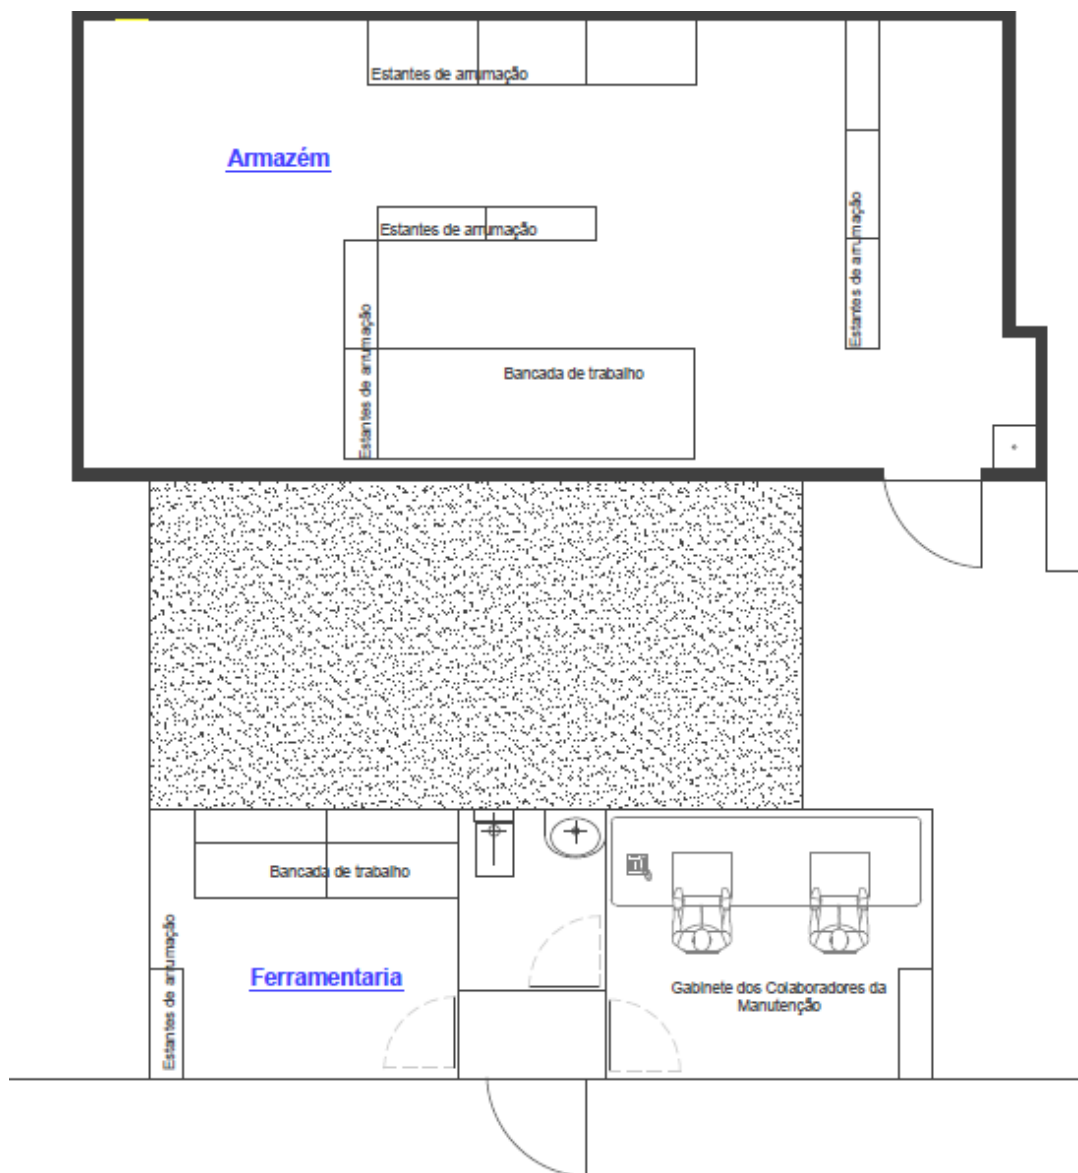 Estantes de arrumação
Armazém
Estantes de arrumação
Estantes de arrumação
Estantes de arrumação
Bancada de trabalho
Bancada de trabalho
Estantes de arrumação
Ferramentaria
Gabinete dos Colaboradores da
Manutenção